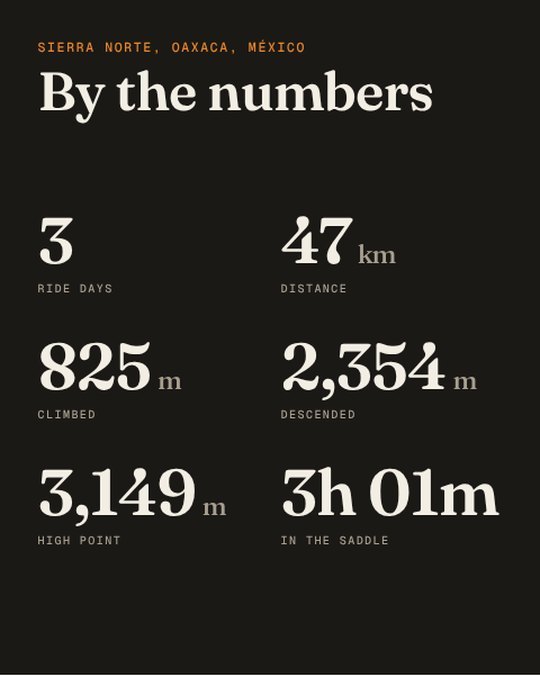 SIERRA NORTE, OAXACA, MÉXICO
By the numbers
3
RIDE DAYS
47 km
DISTANCE
825 m
CLIMBED
2,354 m
DESCENDED
3,149 m
HIGH POINT
3h 01m
IN THE SADDLE